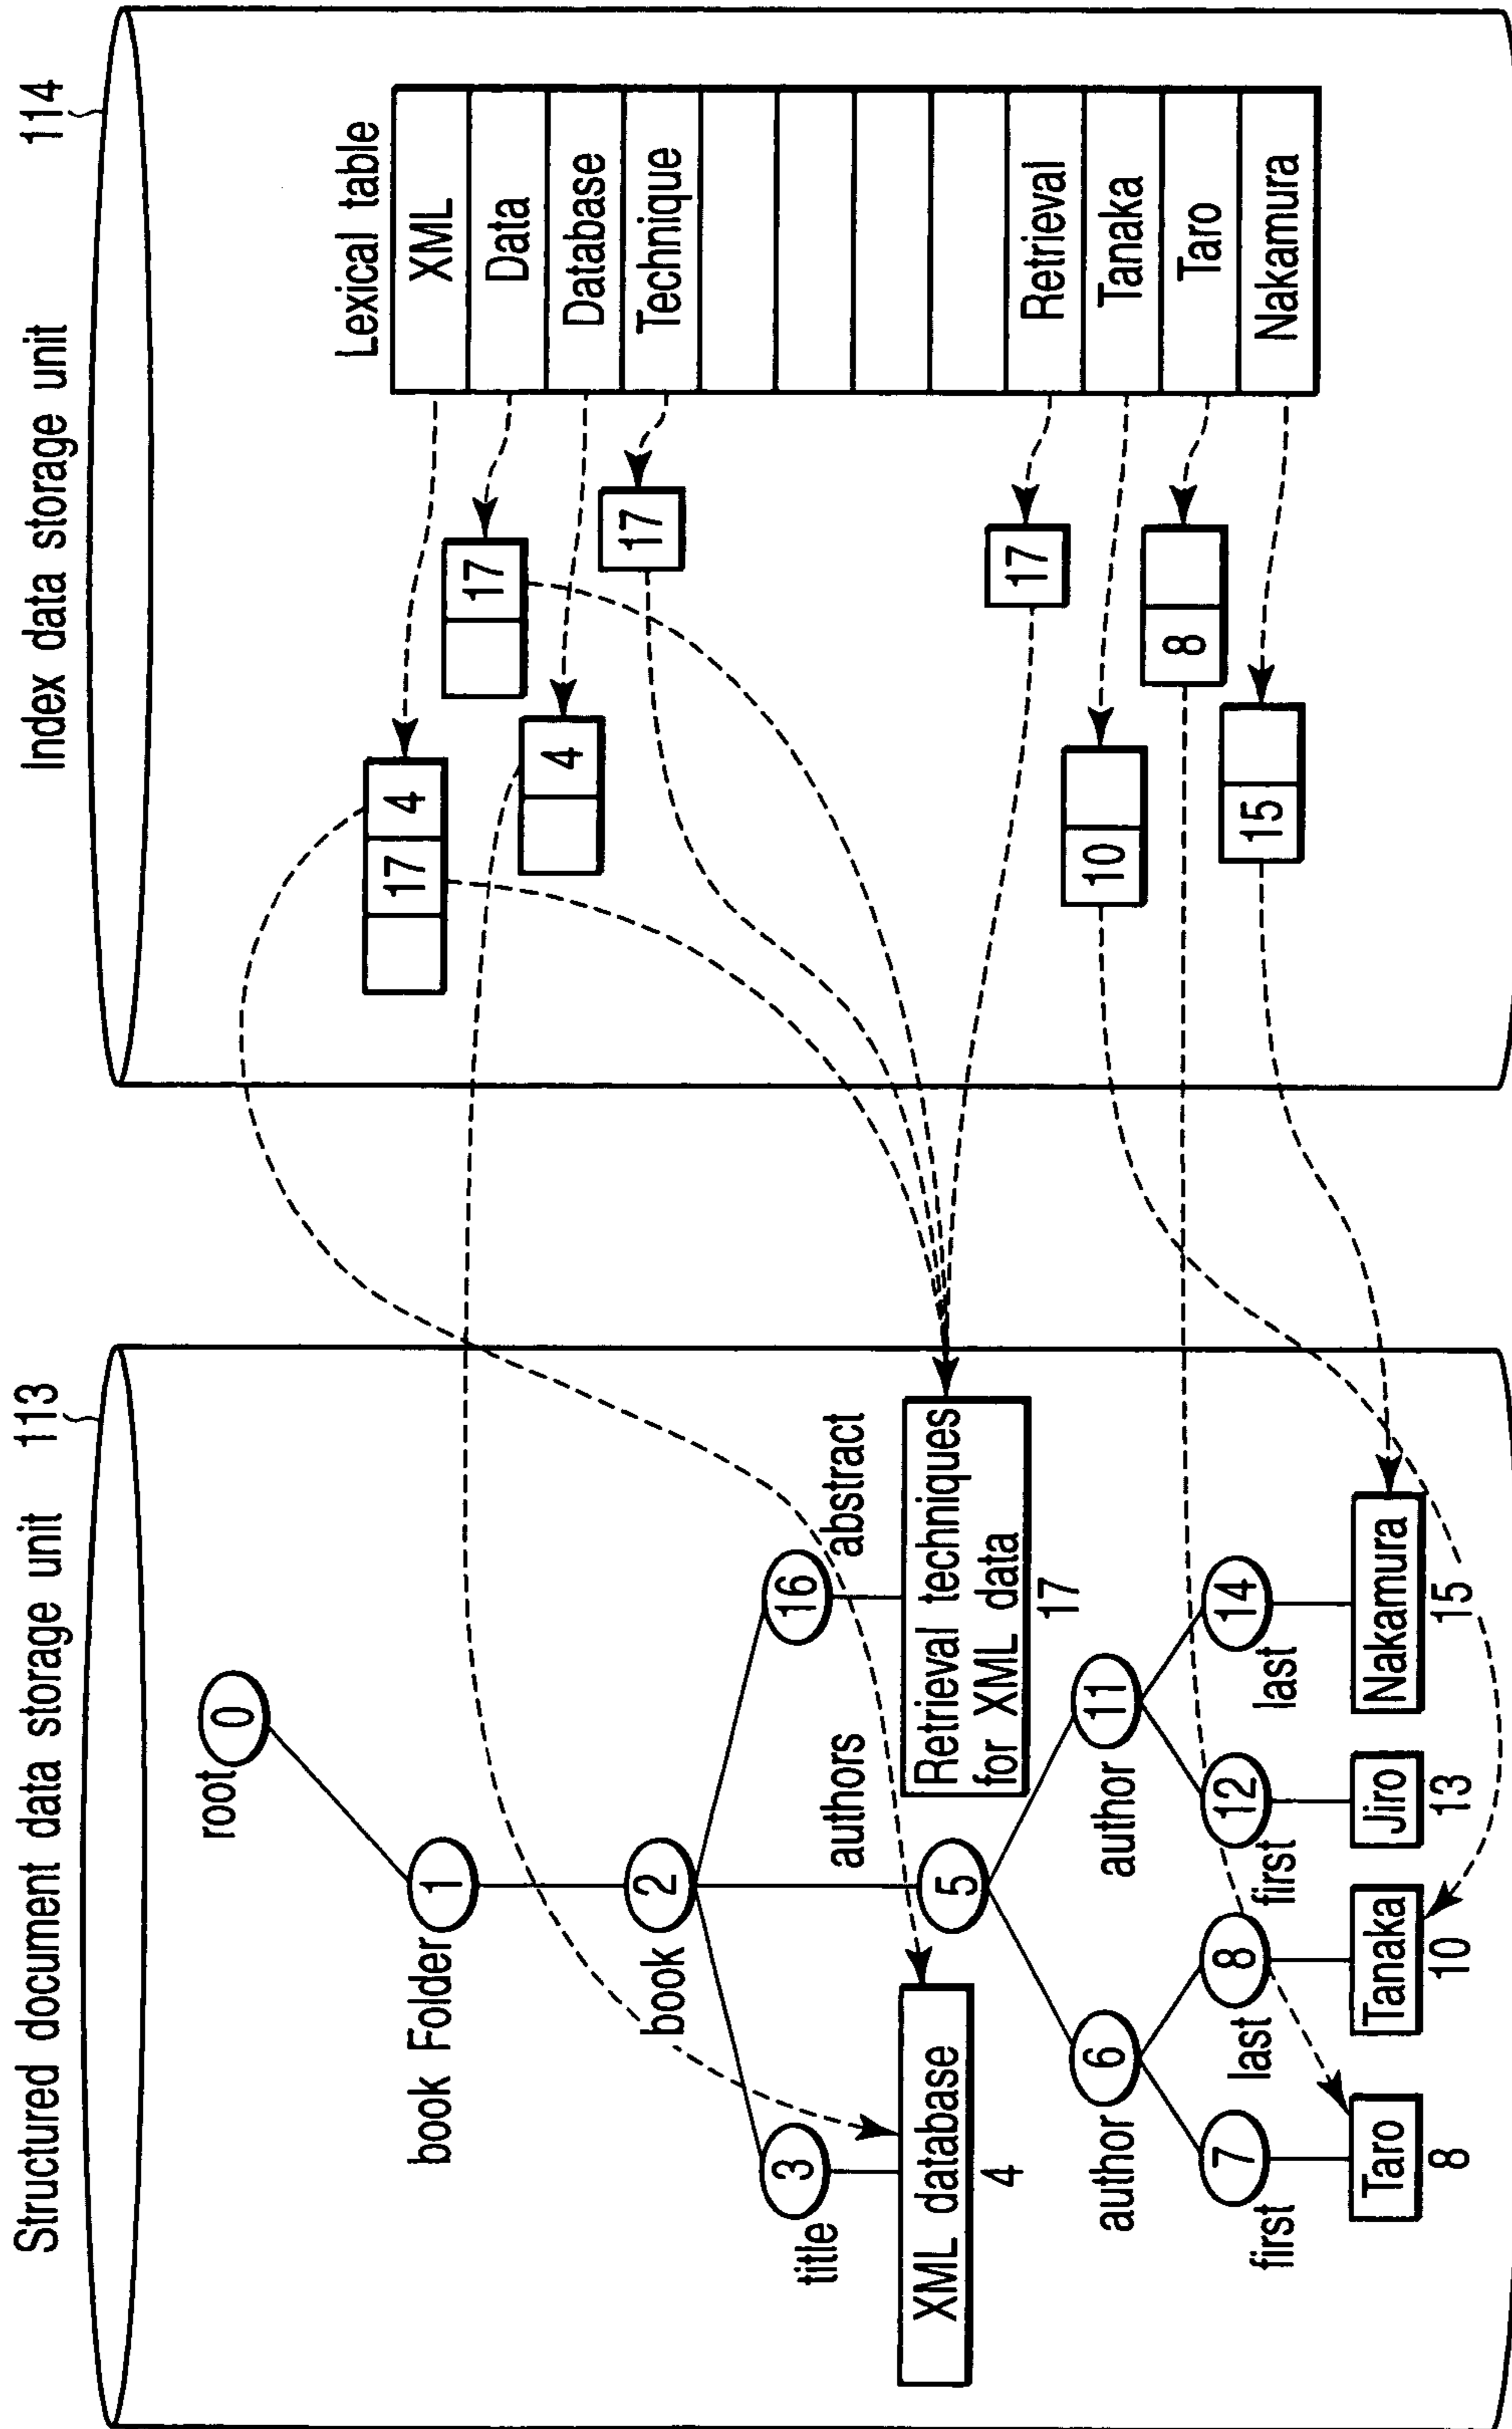 Structured document data storage unit 113
root
0
book Folder
1
book
2
title
3
16
abstract
authors
XML database
4
5
Retrieval techniques
for XML data
17
author
6
author
11
first
7
last
8
first
12
last
14
Taro
8
Tanaka
10
Jiro
13
Nakamura
15
Index data storage unit
114
Lexical table
XML
Data
Database
Technique
Retrieval
Tanaka
Taro
Nakamura
17 4
17
4
17
17
10
8
15